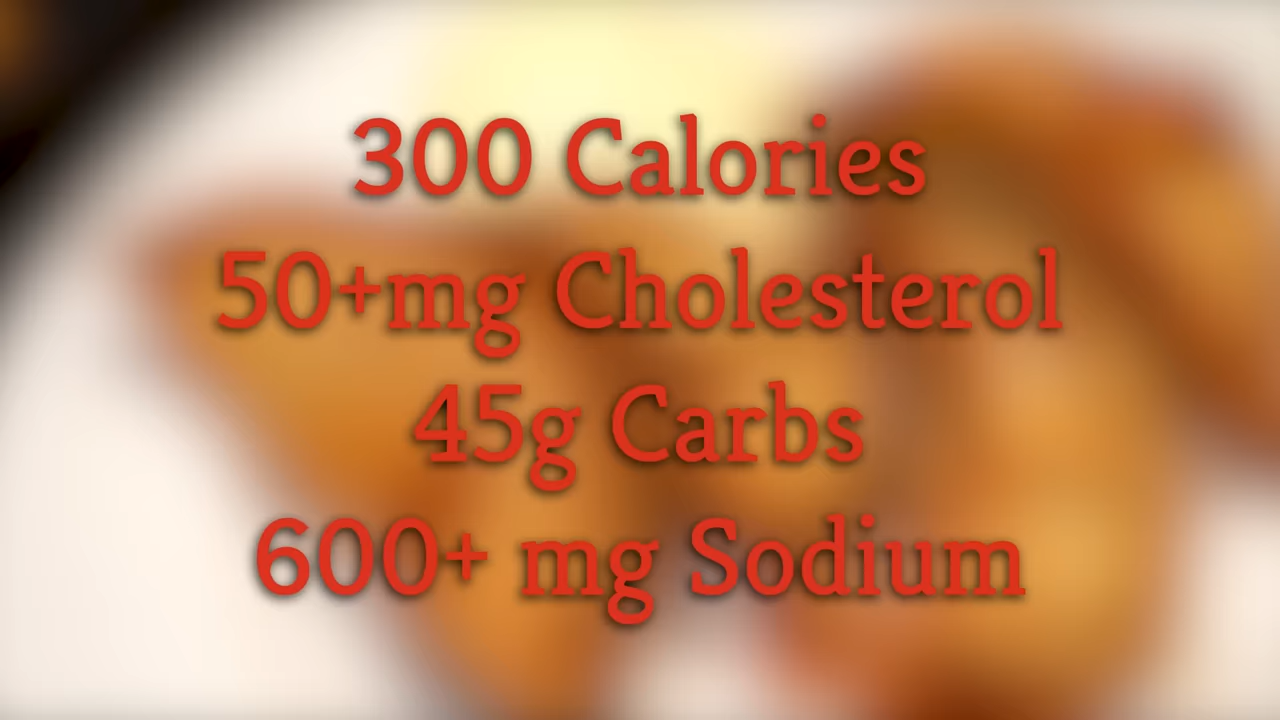 300 Calories
50+mg Cholesterol
45g Carbs
600+ mg Sodium